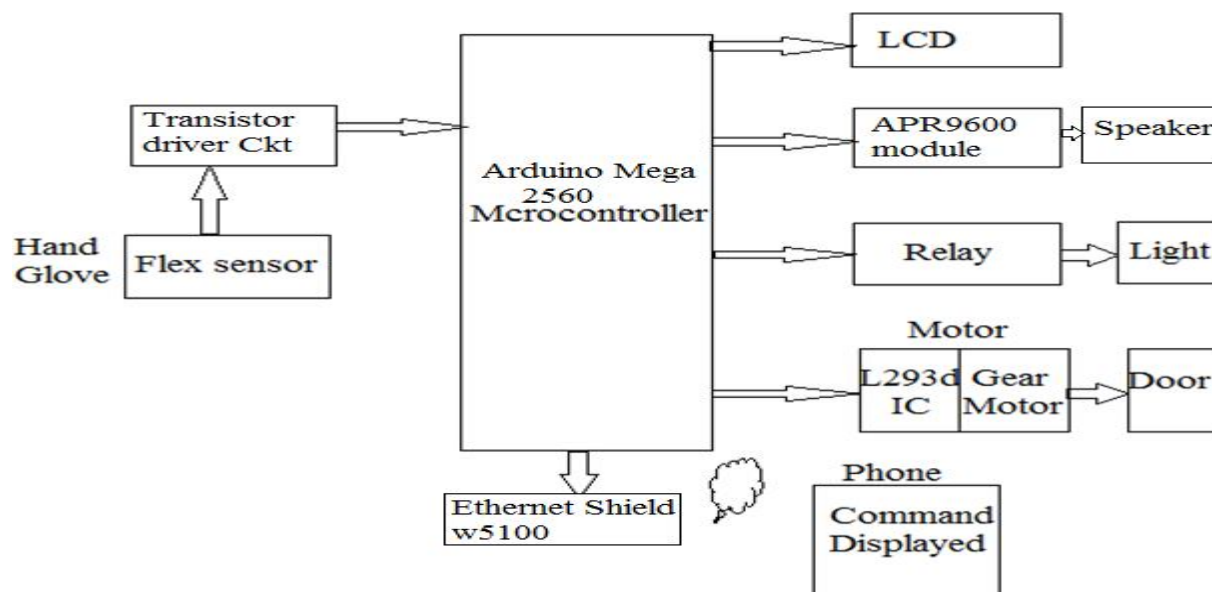 LCD
Transistor
driver Ckt
APR9600
module
Speaker
Arduino Mega
2560
Mcrocontroller
Hand
Glove
Flex sensor
Relay
Light
Motor
L293d
IC
Gear
Motor
Door
Ethernet Shield
w5100
Phone
Command
Displayed